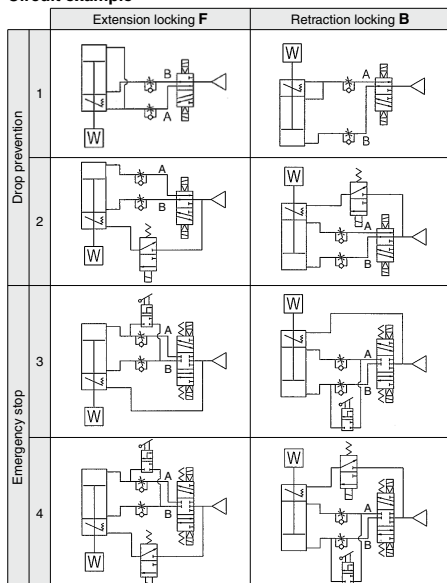 Circuit example
Extension locking F
Retraction locking B
Drop prevention
1
B
A
W
W
A
B
2
A
B
W
W
A
B
Emergency stop
3
A
B
W
W
A
B
4
A
B
W
W
A
B